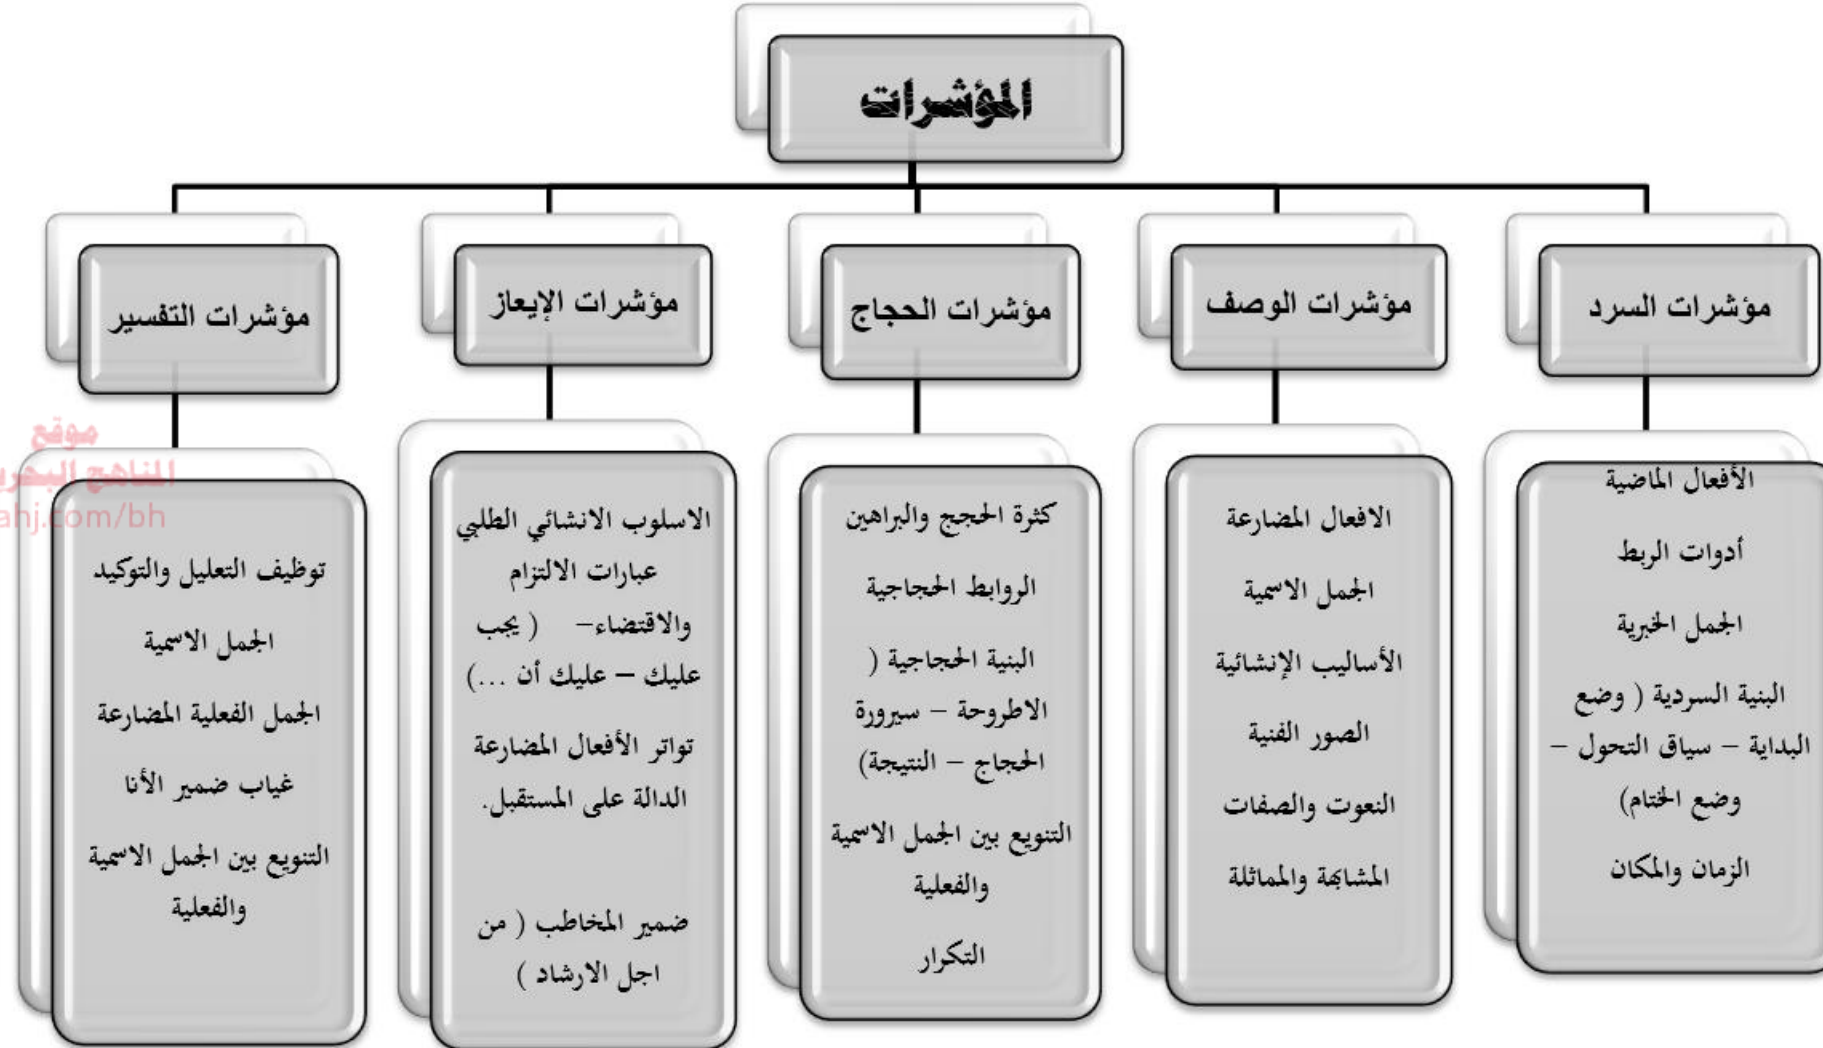 المؤشرات
مؤشرات السرد
مؤشرات الوصف
مؤشرات الحجاج
مؤشرات الإيعاز
مؤشرات التفسير
الأفعال الماضية
أدوات الربط
الجمل الخبرية
البنية السردية ( وضع
البداية – سياق التحول –
وضع الختام)
الزمان والمكان
الافعال المضارعة
الجمل الاسمية
الأساليب الإنشائية
الصور الفنية
النعوت والصفات
المشابهة والمماثلة
كثرة الحجج والبراهين
الروابط الحجاجية
البنية الحجاجية (
الاطروحة – سيرورة
الحجاج – النتيجة)
التنويع بين الجمل الاسمية
والفعلية
التكرار
الاسلوب الانشائي الطلبي
عبارات الالتزام
والاقتضاء– ( يجب
عليك – عليك أن ...)
تواتر الأفعال المضارعة
الدالة على المستقبل.
ضمير المخاطب ( من
اجل الارشاد )
توظيف التعليل والتوكيد
الجمل الاسمية
الجمل الفعلية المضارعة
غياب ضمير الأنا
التنويع بين الجمل الاسمية
والفعلية
موقع
المناهج
ahj.com/bh